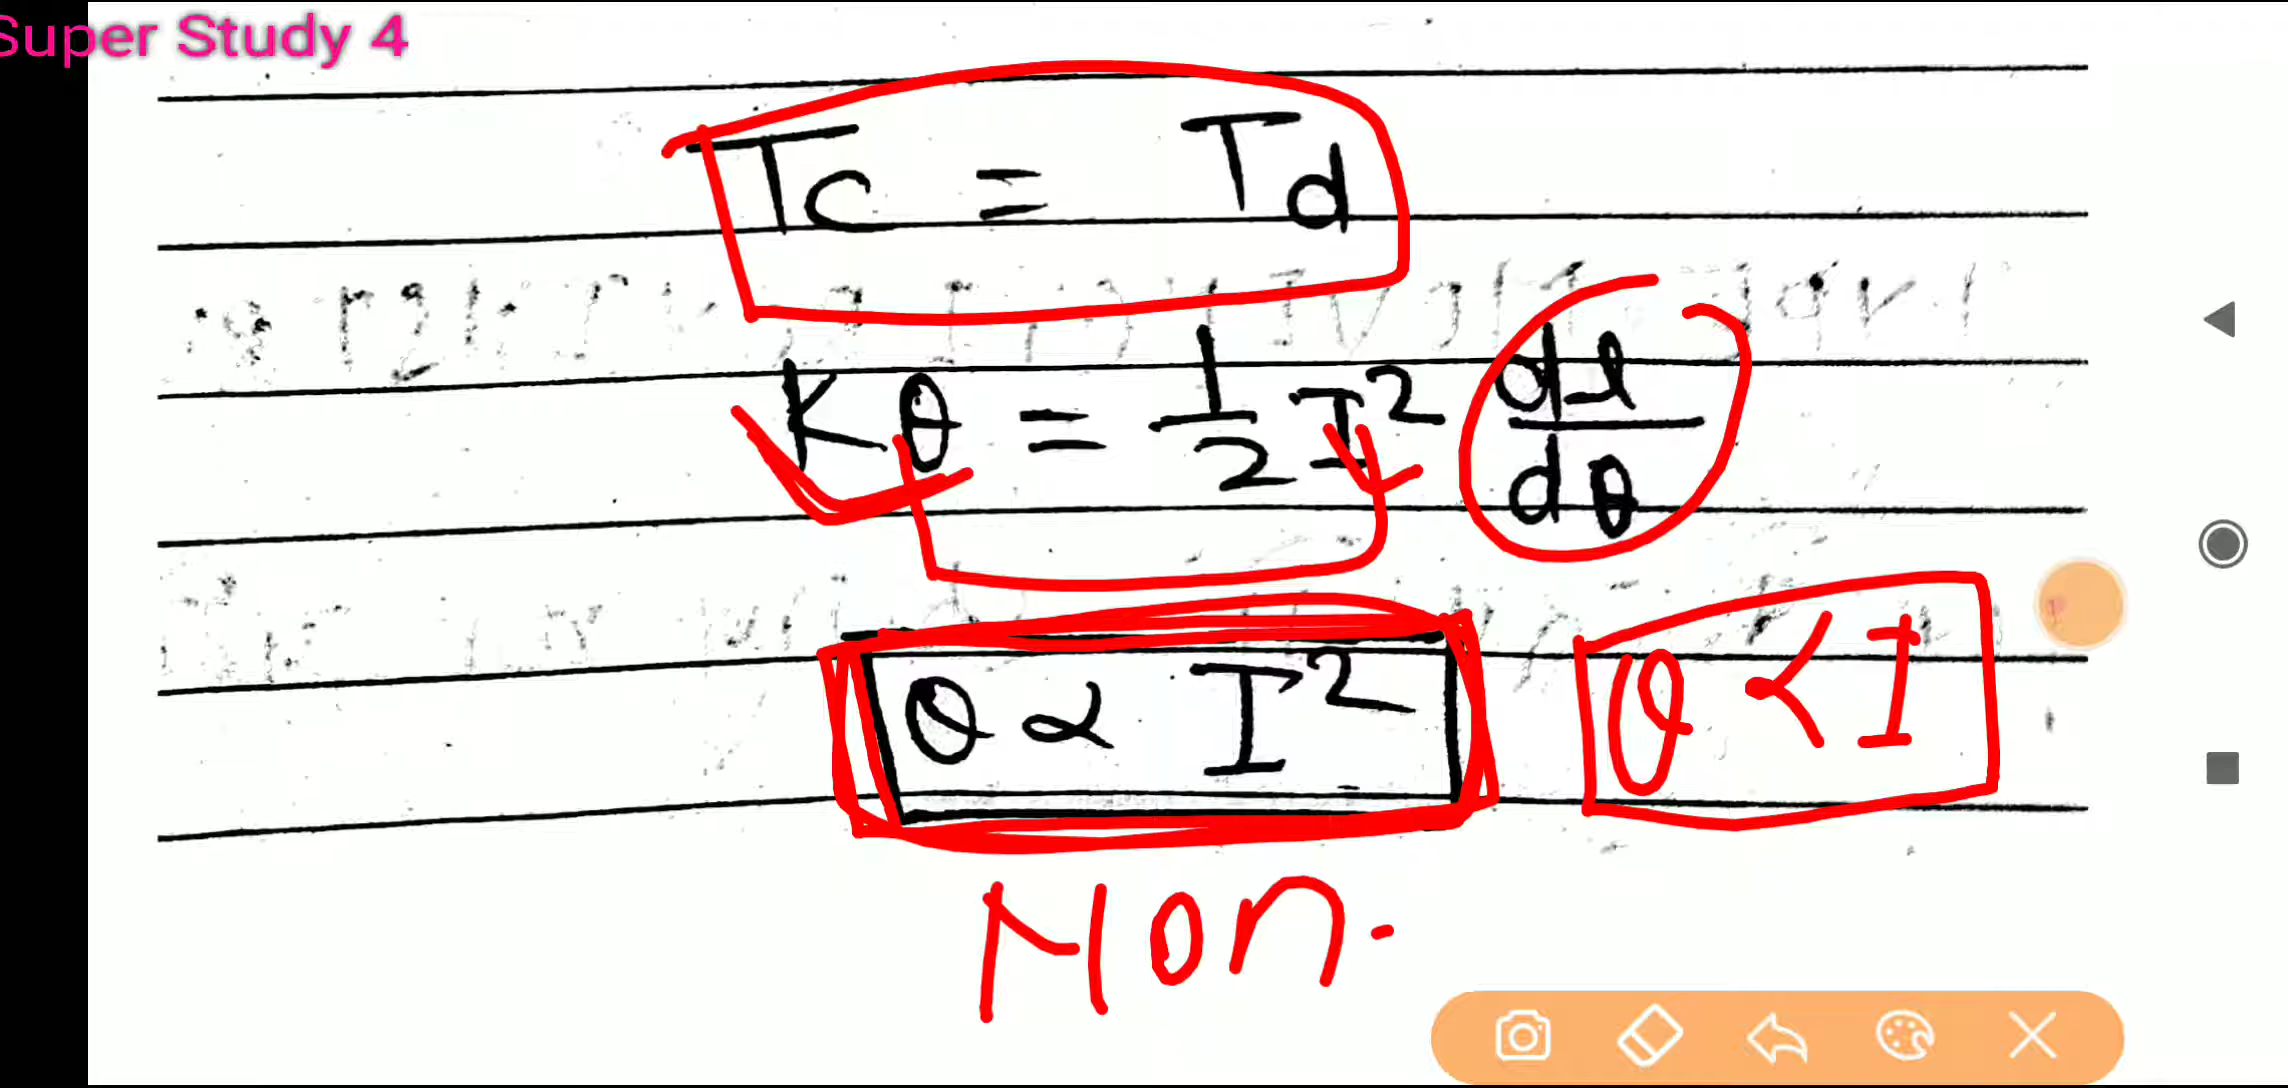 Super Study 4
Tc = Td
Kθ = 1/2 I² dl/dθ
θ ∝ I²
θ ∝ I
Non.